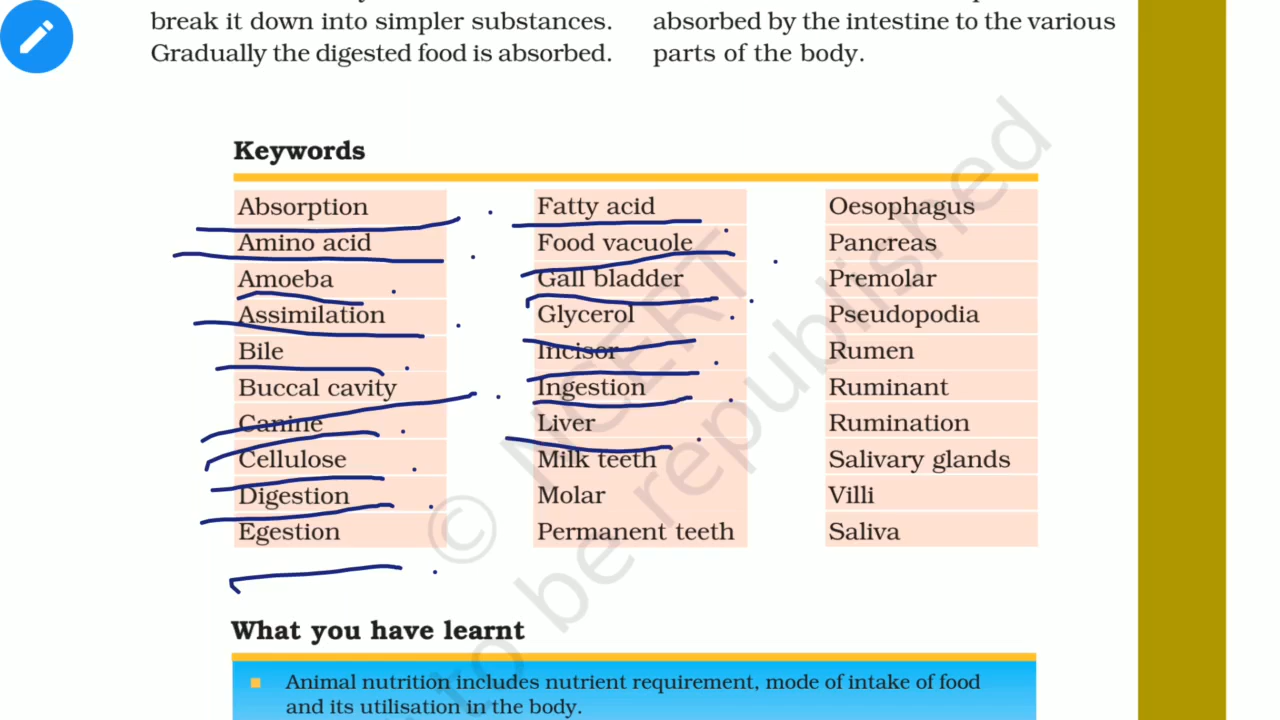 break it down into simpler substances.
Gradually the digested food is absorbed.
absorbed by the intestine to the various
parts of the body.
Keywords
Absorption
Amino acid
Amoeba
Assimilation
Bile
Buccal cavity
Canine
Cellulose
Digestion
Egestion
Fatty acid
Food vacuole
Gall bladder
Glycerol
Incisor
Ingestion
Liver
Milk teeth
Molar
Permanent teeth
Oesophagus
Pancreas
Premolar
Pseudopodia
Rumen
Ruminant
Rumination
Salivary glands
Villi
Saliva
© NCERT
to be republished
What you have learnt
Animal nutrition includes nutrient requirement, mode of intake of food
and its utilisation in the body.